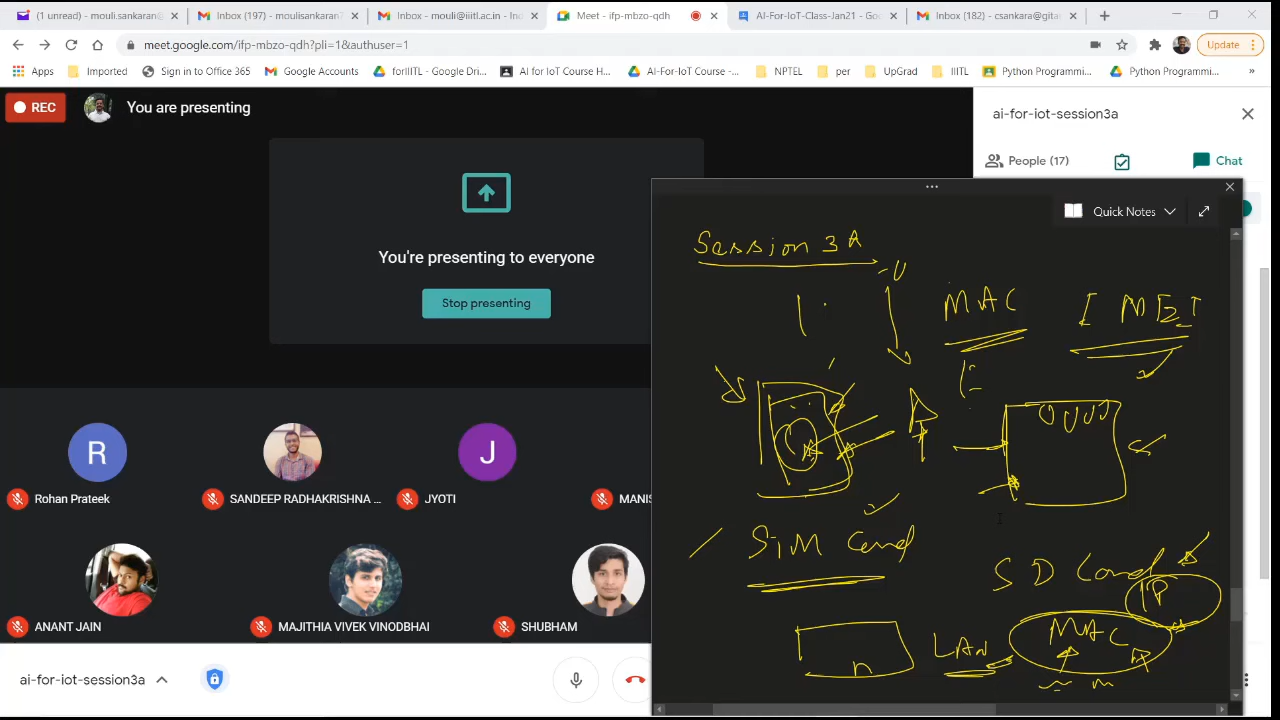 (1 unread) - mouli.sankaran@
Inbox (197) - moulisankaran7
Inbox - mouli@iiitl.ac.in - Ind
Meet - ifp-mbzo-qdh
AI-For-IoT-Class-Jan21 - Goo
Inbox (182) - csankara@gitas
meet.google.com/ifp-mbzo-qdh?pli=1&authuser=1
Update
Apps
Imported
Sign in to Office 365
Google Accounts
forIIITL - Google Dri...
AI for IoT Course H...
AI-For-IoT Course -...
NPTEL
per
UpGrad
IIITL
Python Programmi...
Python Programmi...
»
REC
You are presenting
ai-for-iot-session3a
People (17)
Chat
You're presenting to everyone
Stop presenting
Quick Notes
Session 3A
MAC
SIM Card
SD Card
IP
MAC
LAN
n
Rohan Prateek
SANDEEP RADHAKRISHNA ...
J
JYOTI
MANIS
R
ANANT JAIN
MAJITHIA VIVEK VINODBHAI
SHUBHAM
ai-for-iot-session3a